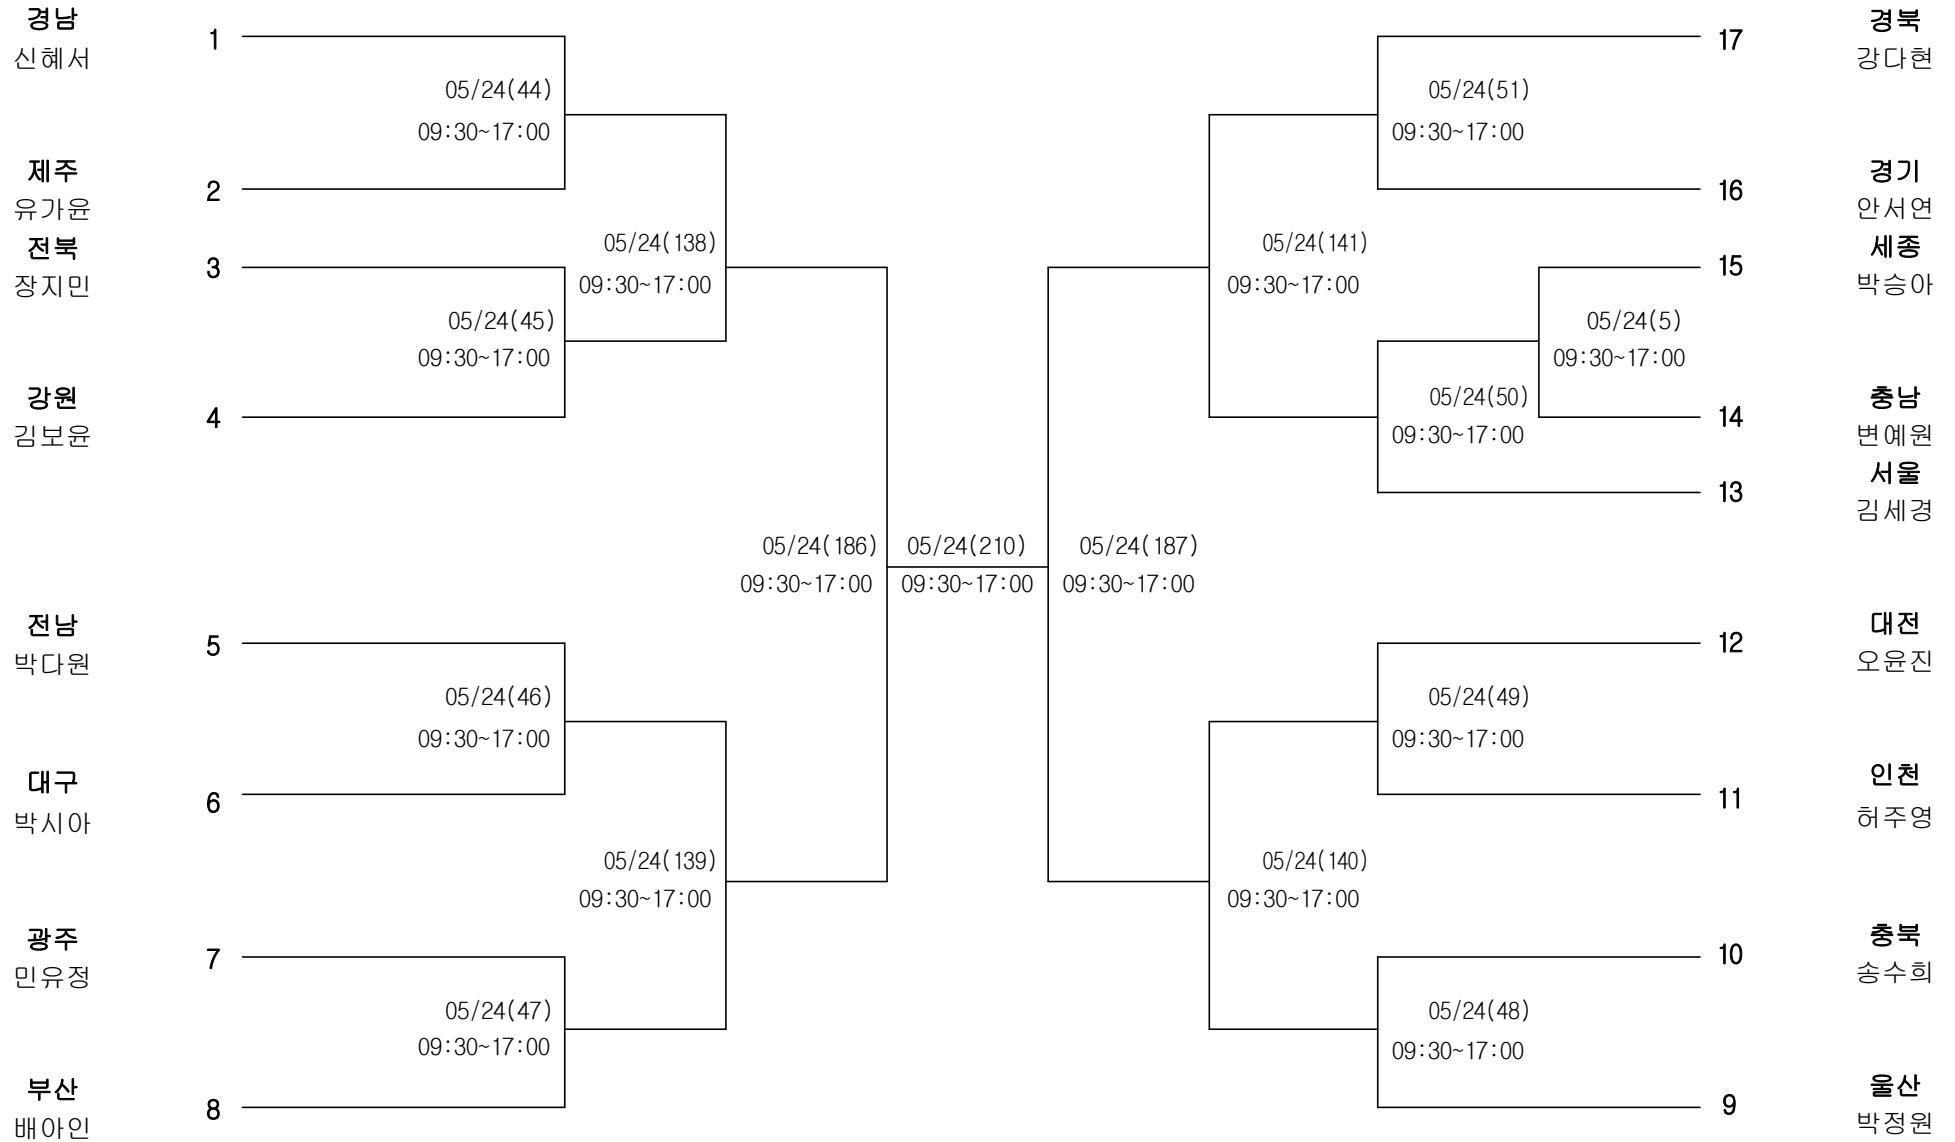 경남
신혜서
1
05/24(44)
09:30~17:00
제주
유가윤
2
전북
장지민
3
05/24(138)
09:30~17:00
05/24(45)
09:30~17:00
강원
김보윤
4
05/24(186)
09:30~17:00
전남
박다원
5
05/24(46)
09:30~17:00
대구
박시아
6
05/24(139)
09:30~17:00
광주
민유정
7
05/24(47)
09:30~17:00
부산
배아인
8
05/24(210)
09:30~17:00
경북
강다현
17
05/24(51)
09:30~17:00
경기
안서연
16
05/24(141)
09:30~17:00
세종
박승아
15
05/24(5)
09:30~17:00
충남
변예원
14
05/24(50)
09:30~17:00
서울
김세경
13
05/24(187)
09:30~17:00
대전
오윤진
12
05/24(49)
09:30~17:00
인천
허주영
11
05/24(140)
09:30~17:00
충북
송수희
10
05/24(48)
09:30~17:00
울산
박정원
9